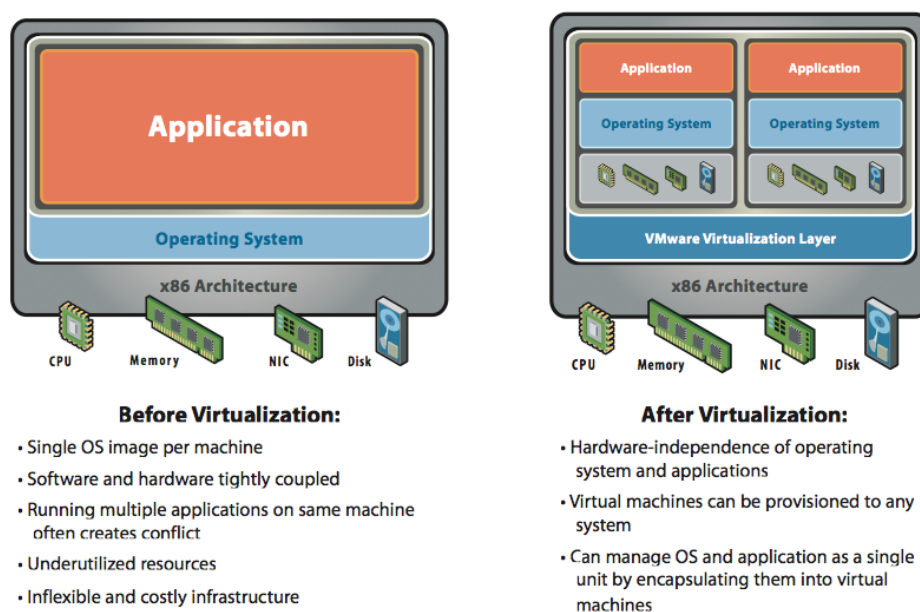 Application
Operating System
x86 Architecture
CPU
Memory
NIC
Disk
Before Virtualization:
• Single OS image per machine
• Software and hardware tightly coupled
• Running multiple applications on same machine
often creates conflict
• Underutilized resources
• Inflexible and costly infrastructure
Application
Application
Operating System
Operating System
VMware Virtualization Layer
x86 Architecture
CPU
Memory
NIC
Disk
After Virtualization:
• Hardware-independence of operating
system and applications
• Virtual machines can be provisioned to any
system
• Can manage OS and application as a single
unit by encapsulating them into virtual
machines